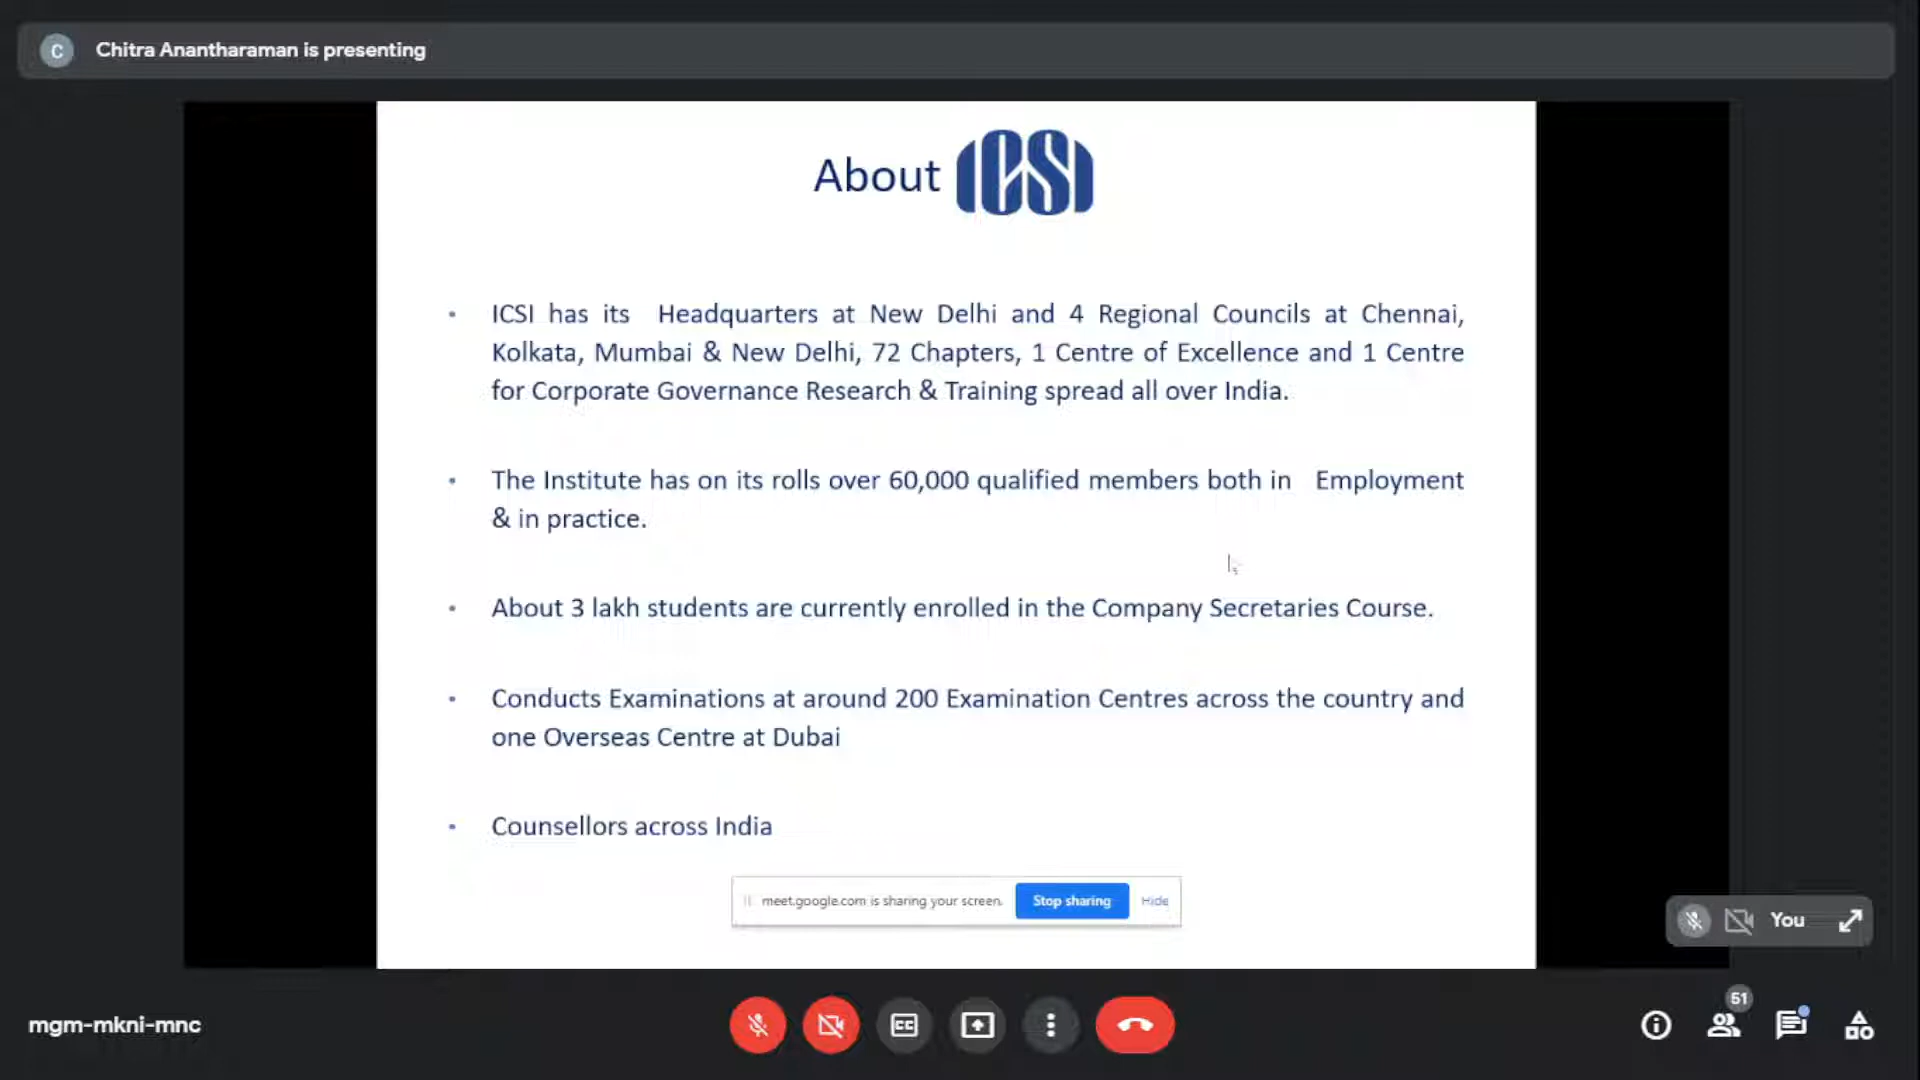 C Chitra Anantharaman is presenting
About ICSI
• ICSI has its Headquarters at New Delhi and 4 Regional Councils at Chennai,
Kolkata, Mumbai & New Delhi, 72 Chapters, 1 Centre of Excellence and 1 Centre
for Corporate Governance Research & Training spread all over India.
• The Institute has on its rolls over 60,000 qualified members both in Employment
& in practice.
• About 3 lakh students are currently enrolled in the Company Secretaries Course.
• Conducts Examinations at around 200 Examination Centres across the country and
one Overseas Centre at Dubai
• Counsellors across India
meet.google.com is sharing your screen. Stop sharing Hide
You
mgm-mkni-mnc
CC
51